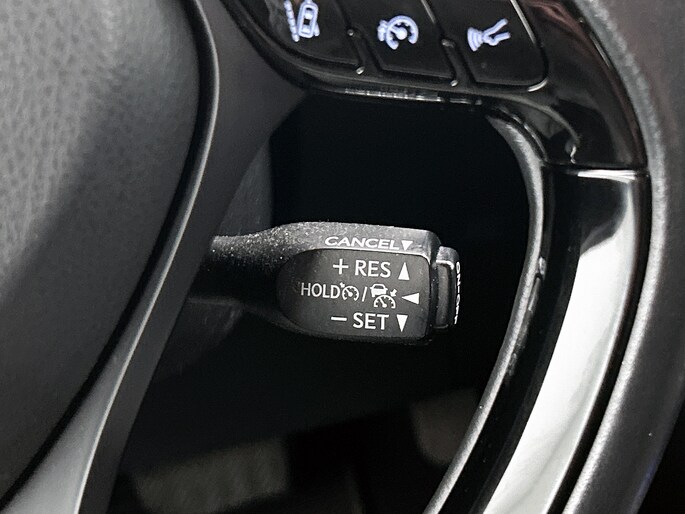 CANCEL▼
+ RES ▲
HOLD / ◄
− SET ▼